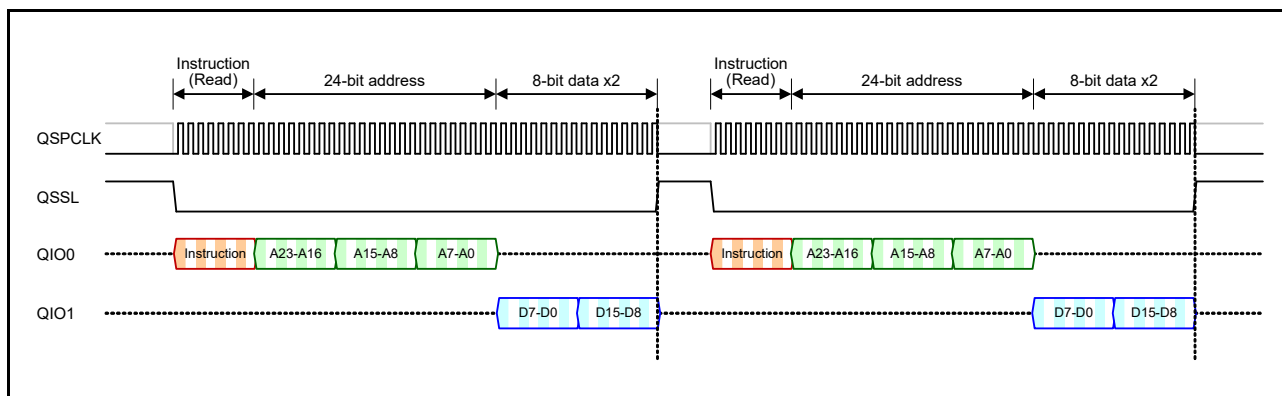 Instruction
(Read)
24-bit address
8-bit data x2
Instruction
(Read)
24-bit address
8-bit data x2
QSPCLK
QSSL
QIO0
Instruction
A23-A16
A15-A8
A7-A0
Instruction
A23-A16
A15-A8
A7-A0
QIO1
D7-D0
D15-D8
D7-D0
D15-D8